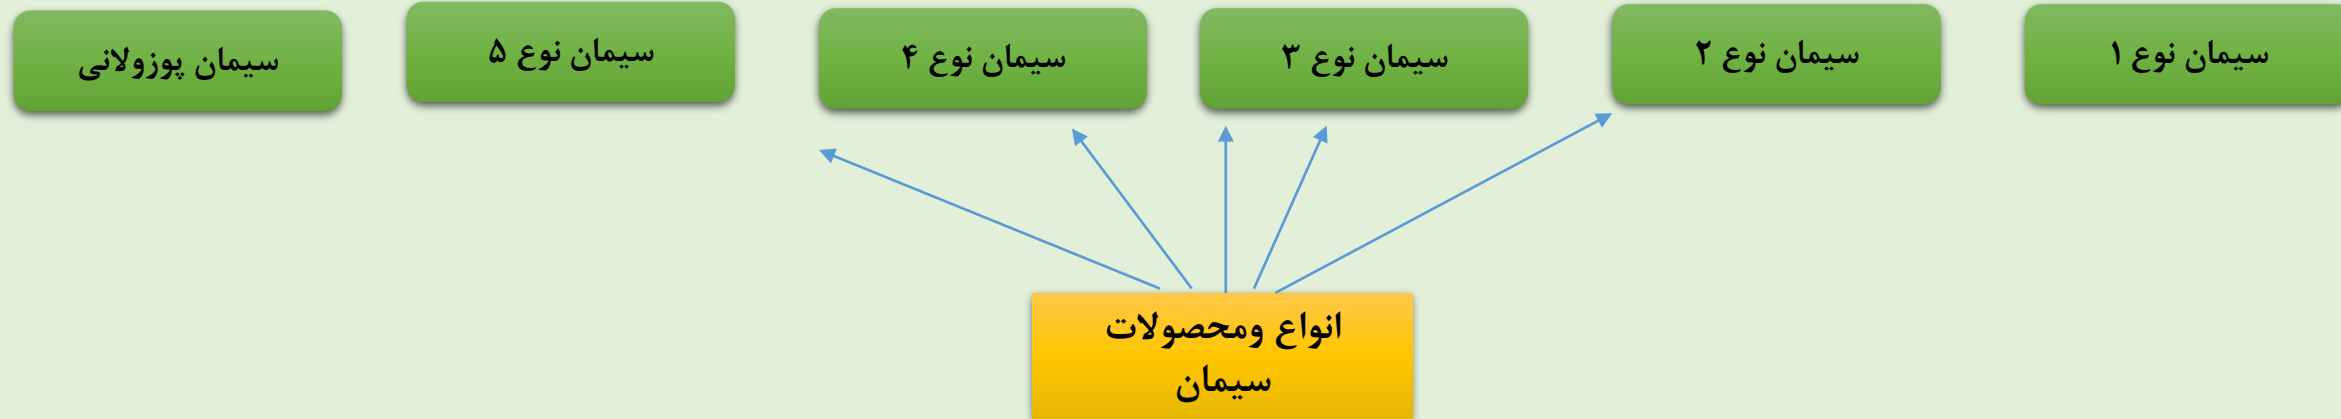 سیمان نوع ۱
سیمان نوع ۲
سیمان نوع ۳
سیمان نوع ۴
سیمان نوع ۵
سیمان پوزولانی
انواع ومحصولات
سیمان